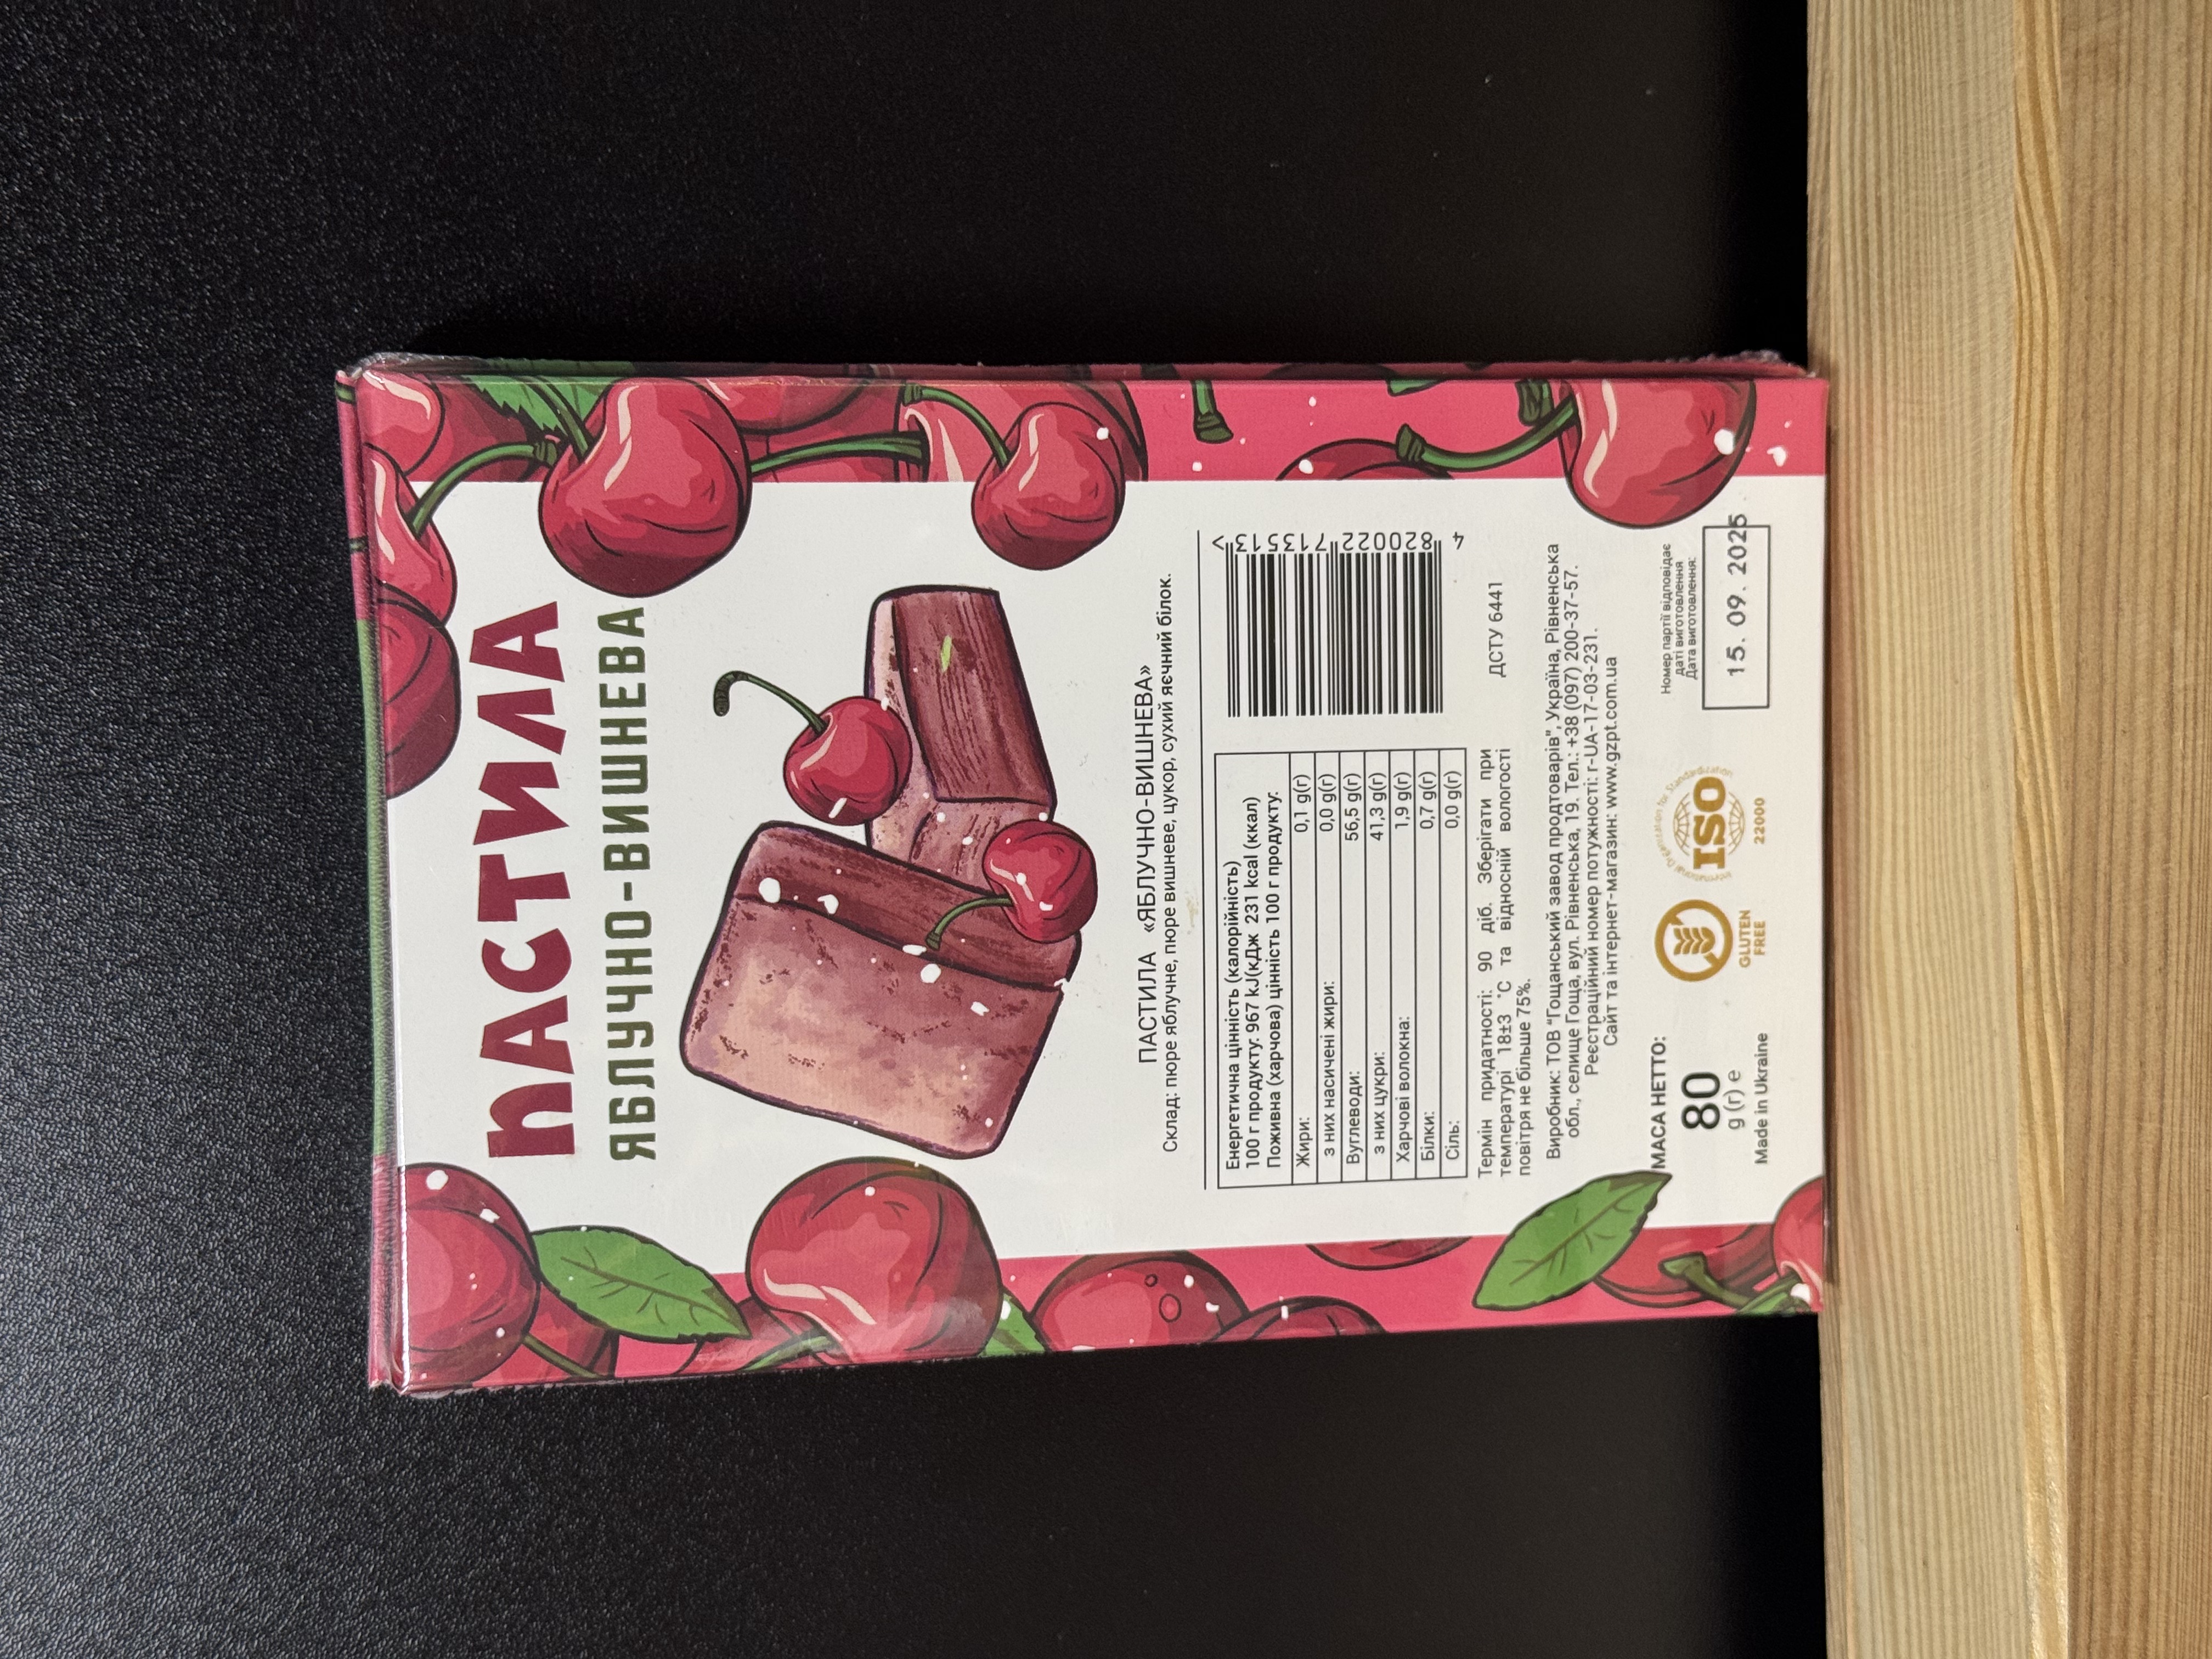 ПАСТИЛА
ЯБЛУЧНО-ВИШНЕВА
ПАСТИЛА «ЯБЛУЧНО-ВИШНЕВА»
Склад: пюре яблучне, пюре вишневе, цукор, сухий яєчний білок.
Енергетична цінність (калорійність)
100 г продукту: 967 kJ(кДж 231 kcal (ккал)
Поживна (харчова) цінність 100 г продукту:
Жири: 0,1 g(г)
з них насичені жири: 0,0 g(г)
Вуглеводи: 56,5 g(г)
з них цукри: 41,3 g(г)
Харчові волокна: 1,9 g(г)
Білки: 0,7 g(г)
Сіль: 0,0 g(г)
4 820022 713513 >
ДСТУ 6441
Термін придатності: 90 діб. Зберігати при
температурі 18±3 °С та відносній вологості
повітря не більше 75%.
Виробник: ТОВ "Гощанський завод продтоварів", Україна, Рівненська
обл., селище Гоща, вул. Рівненська, 19. Тел.: +38 (097) 200-37-57.
Реєстраційний номер потужності: r-UA-17-03-231.
Сайт та інтернет-магазин: www.gzpt.com.ua
МАСА НЕТТО:
80
g (г) e
Made in Ukraine
GLUTEN
FREE
International Organization for Standardization
ISO
22000
Номер партії відповідає
даті виготовлення
Дата виготовлення:
15. 09. 2025